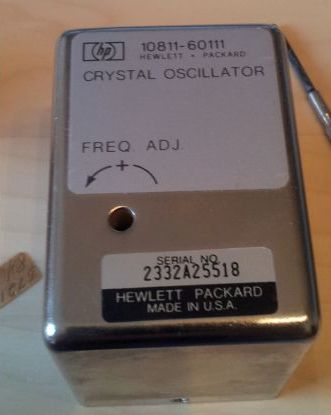 hp 10811-60111
HEWLETT • PACKARD
CRYSTAL OSCILLATOR
FREQ ADJ.
+
SERIAL NO.
2332A25518
HEWLETT PACKARD
MADE IN U.S.A.